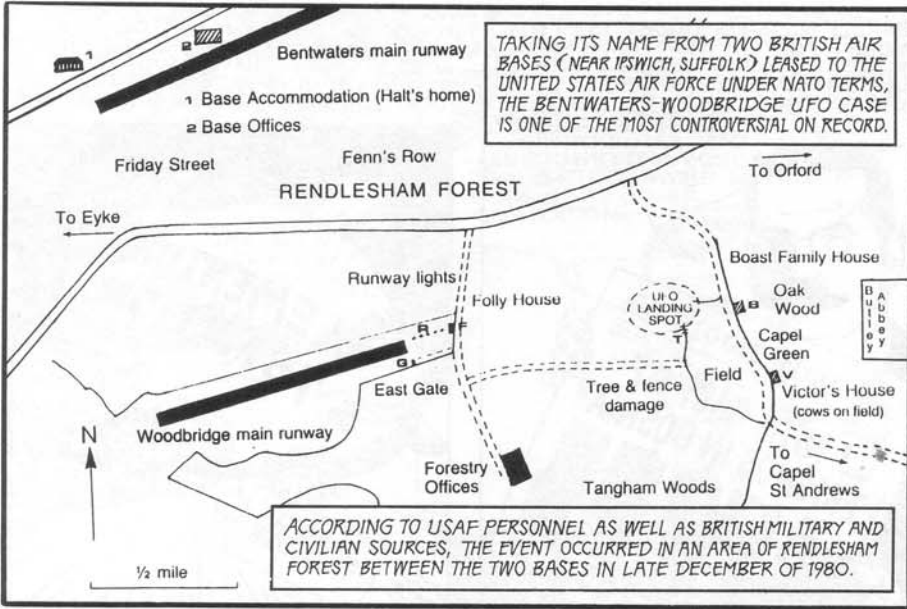 1
2
Bentwaters main runway
TAKING ITS NAME FROM TWO BRITISH AIR
BASES (NEAR IPSWICH, SUFFOLK) LEASED TO THE
UNITED STATES AIR FORCE UNDER NATO TERMS,
THE BENTWATERS-WOODBRIDGE UFO CASE
IS ONE OF THE MOST CONTROVERSIAL ON RECORD.
1 Base Accommodation (Halt's home)
2 Base Offices
Friday Street
Fenn's Row
RENDLESHAM FOREST
To Orford
To Eyke
Boast Family House
Runway lights
Folly House
UFO
LANDING
SPOT
B
Oak
Wood
Butley
Abbey
R
F
T
Capel
Green
G
East Gate
Field
V
Tree & fence
damage
Victor's House
(cows on field)
N
Woodbridge main runway
Forestry
Offices
Tangham Woods
To
Capel
St Andrews
½ mile
ACCORDING TO USAF PERSONNEL AS WELL AS BRITISH MILITARY AND
CIVILIAN SOURCES, THE EVENT OCCURRED IN AN AREA OF RENDLESHAM
FOREST BETWEEN THE TWO BASES IN LATE DECEMBER OF 1980.